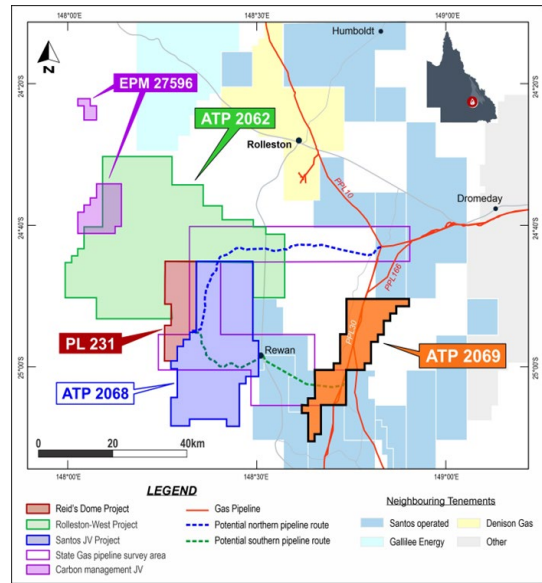 148°00'E
148°30'E
149°00'E
24°20'S
24°20'S
24°40'S
24°40'S
25°00'S
25°00'S
N
Humboldt
EPM 27596
ATP 2062
Rolleston
PPL10
Dromeday
PPL166
PPL30
PL 231
Rewan
ATP 2069
ATP 2068
0 20 40km
148°00'E
148°30'E
149°00'E
LEGEND
Reid's Dome Project
Rolleston-West Project
Santos JV Project
State Gas pipeline survey area
Carbon management JV
Gas Pipeline
Potential northern pipeline route
Potential southern pipeline route
Neighbouring Tenements
Santos operated
Denison Gas
Gallilee Energy
Other